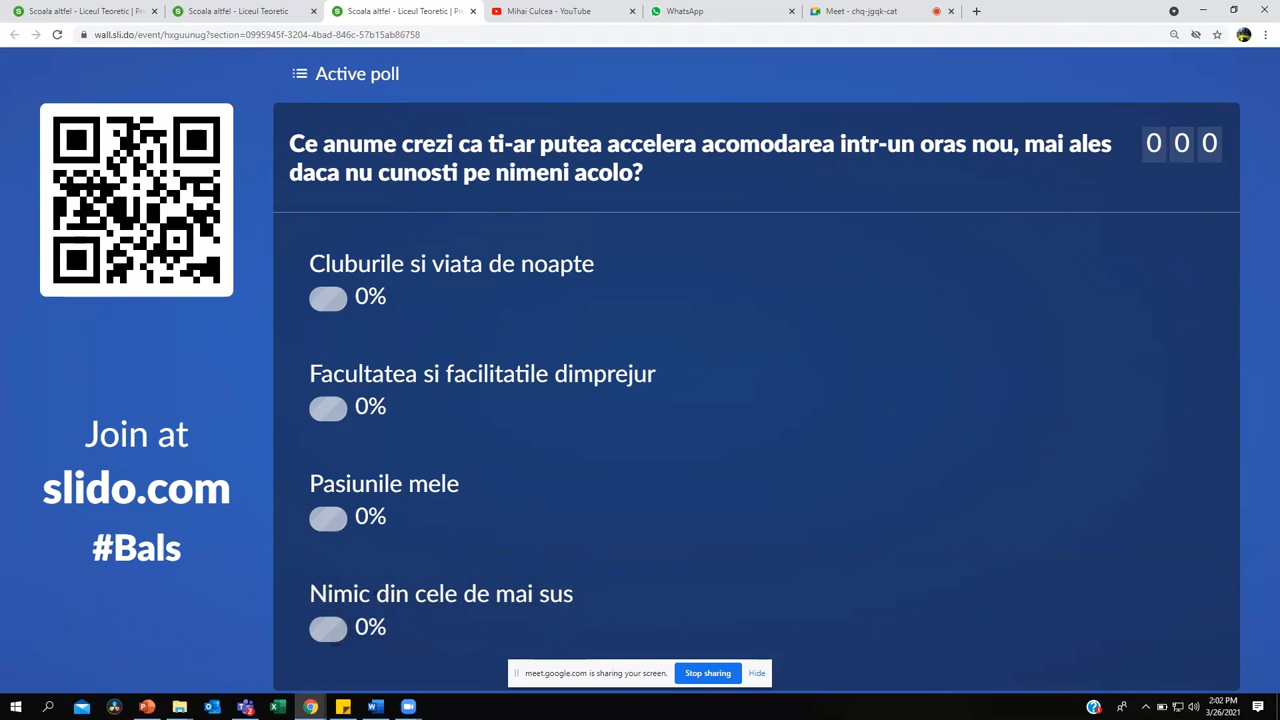 Scoala altfel - Liceul Teoretic | Pr
Scoala altfel - Liceul Teoretic
Scoala altfel - Liceul Teoretic | Pr
Mihai Culcea - YouTube
WhatsApp
Meet - chq-jgqk-cat
wall.sli.do/event/hxguunug?section=0995945f-3204-4bad-846c-57b15ab86758
Active poll
Ce anume crezi ca ti-ar putea accelera acomodarea intr-un oras nou, mai ales
daca nu cunosti pe nimeni acolo?
0 0 0
Cluburile si viata de noapte
0%
Facultatea si facilitatile dimprejur
0%
Pasiunile mele
0%
Nimic din cele de mai sus
0%
Join at
slido.com
#Bals
meet.google.com is sharing your screen.
Stop sharing
Hide
2:02 PM
3/26/2021